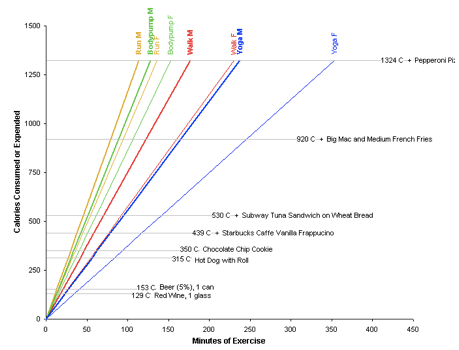 Run M
Bodypump M
Run F
Bodypump F
Walk M
Walk F
Yoga M
Yoga F
Calories Consumed or Expended
1500
1250
1000
750
500
250
0
1324 C + Pepperoni Piz
920 C + Big Mac and Medium French Fries
530 C + Subway Tuna Sandwich on Wheat Bread
439 C + Starbucks Caffe Vanilla Frappucino
350 C Chocolate Chip Cookie
315 C Hot Dog with Roll
153 C Beer (5%), 1 can
129 C Red Wine, 1 glass
0 50 100 150 200 250 300 350 400 450
Minutes of Exercise